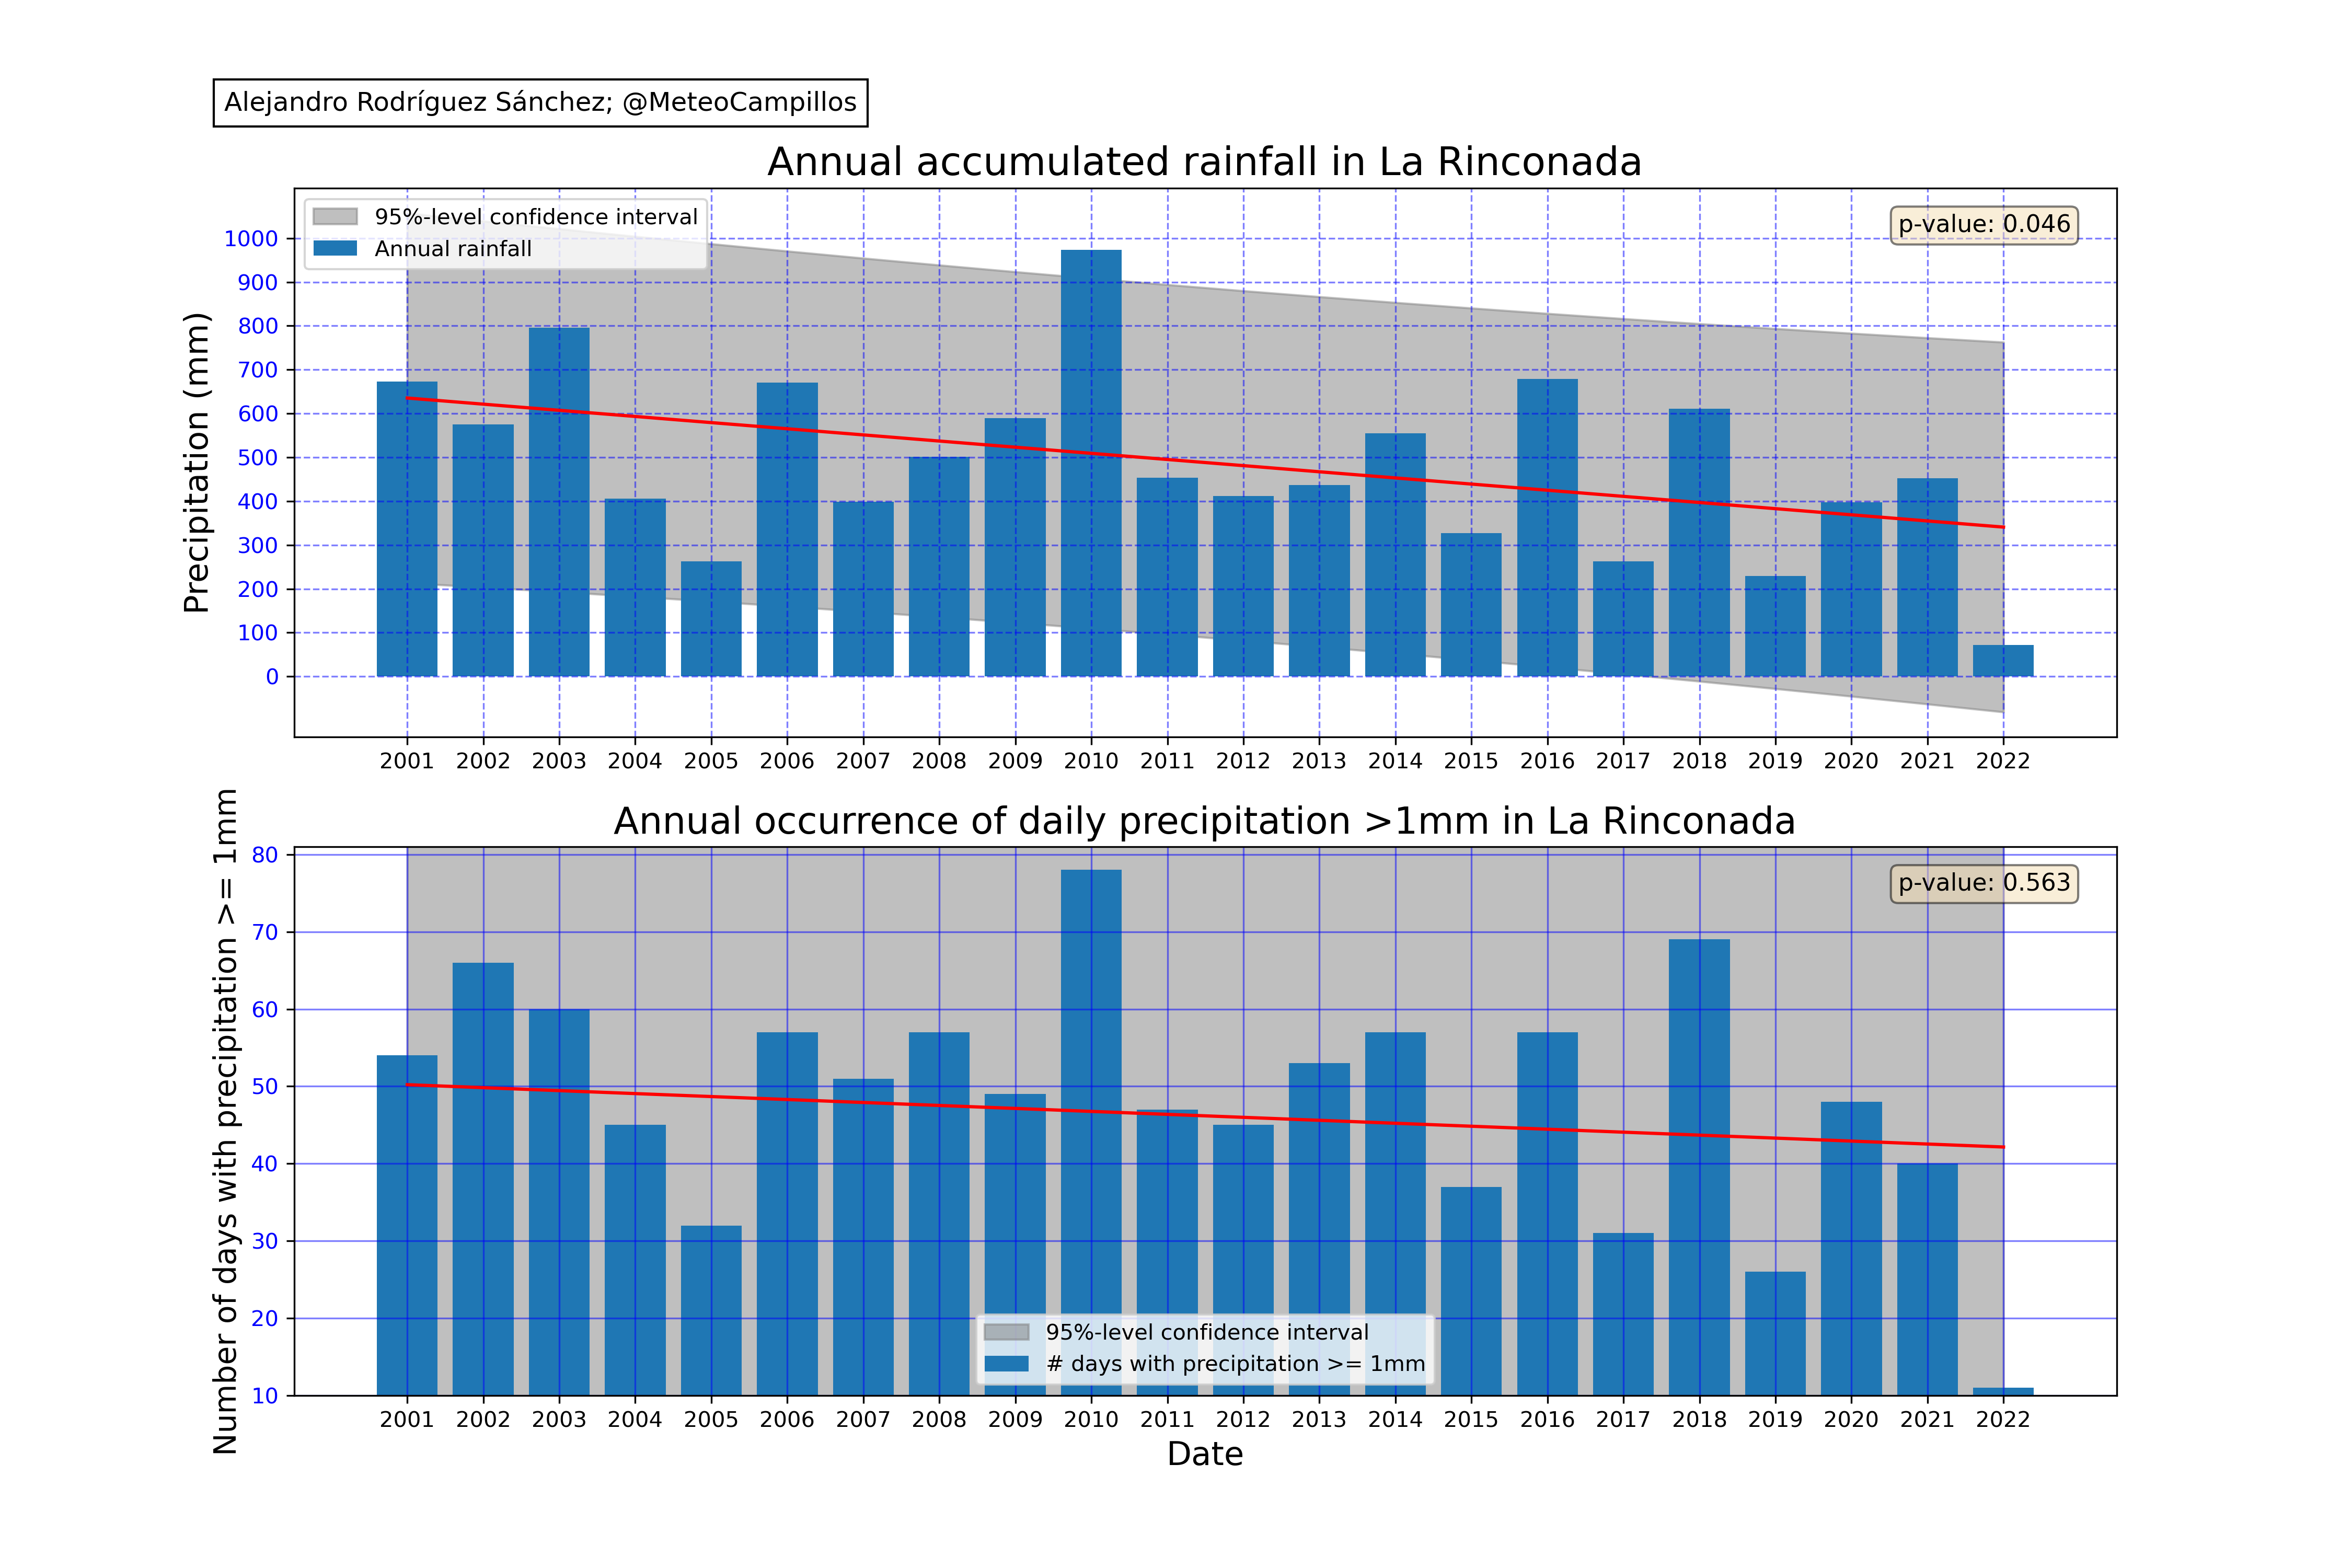 Alejandro Rodríguez Sánchez; @MeteoCampillos
Annual accumulated rainfall in La Rinconada
95%-level confidence interval
Annual rainfall
p-value: 0.046
Precipitation (mm)
1000
900
800
700
600
500
400
300
200
100
0
2001 2002 2003 2004 2005 2006 2007 2008 2009 2010 2011 2012 2013 2014 2015 2016 2017 2018 2019 2020 2021 2022
Annual occurrence of daily precipitation >1mm in La Rinconada
p-value: 0.563
Number of days with precipitation >= 1mm
80
70
60
50
40
30
20
10
95%-level confidence interval
# days with precipitation >= 1mm
2001 2002 2003 2004 2005 2006 2007 2008 2009 2010 2011 2012 2013 2014 2015 2016 2017 2018 2019 2020 2021 2022
Date